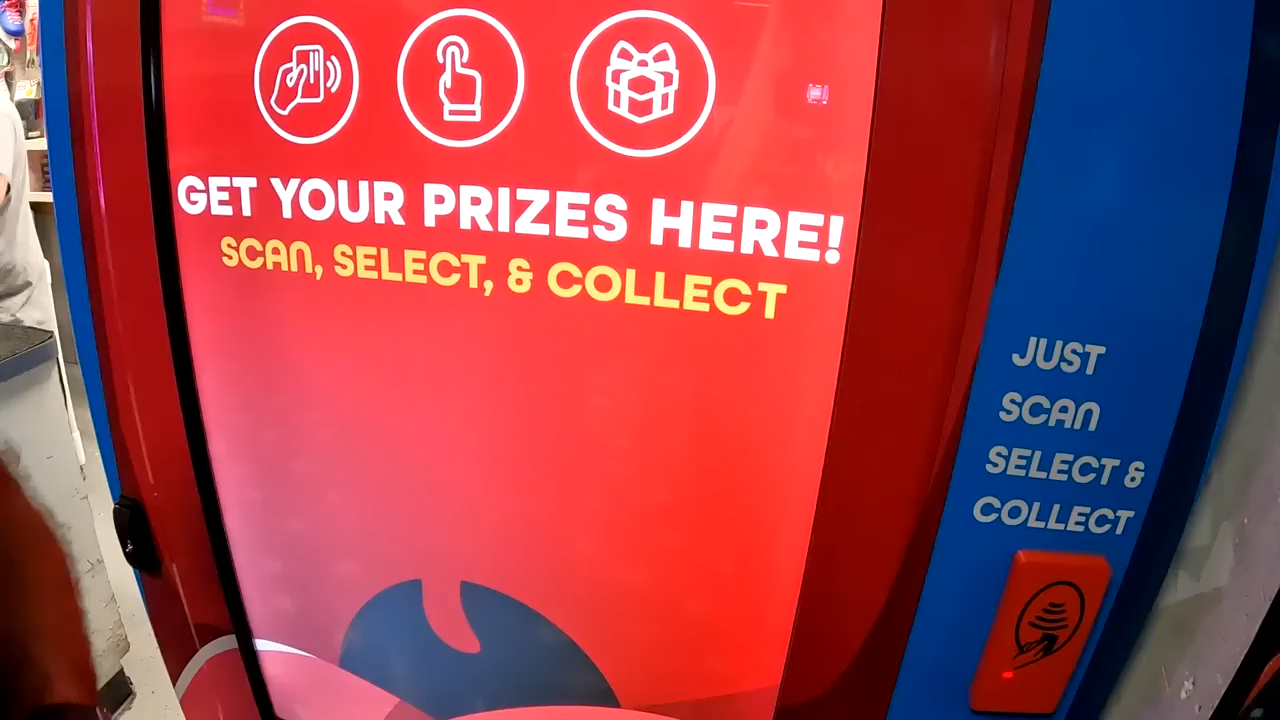 GET YOUR PRIZES HERE!
SCAN, SELECT, & COLLECT
JUST
SCAN
SELECT &
COLLECT